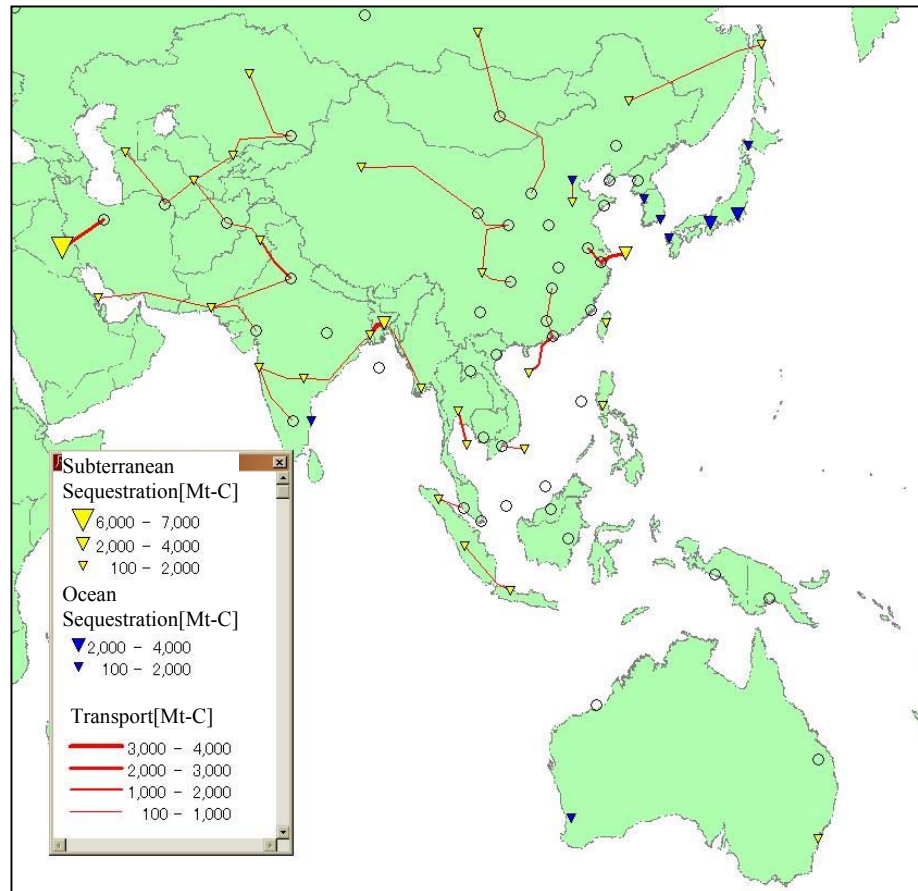 Subterranean
Sequestration[Mt-C]
6,000 - 7,000
2,000 - 4,000
100 - 2,000
Ocean
Sequestration[Mt-C]
2,000 - 4,000
100 - 2,000
Transport[Mt-C]
3,000 - 4,000
2,000 - 3,000
1,000 - 2,000
100 - 1,000